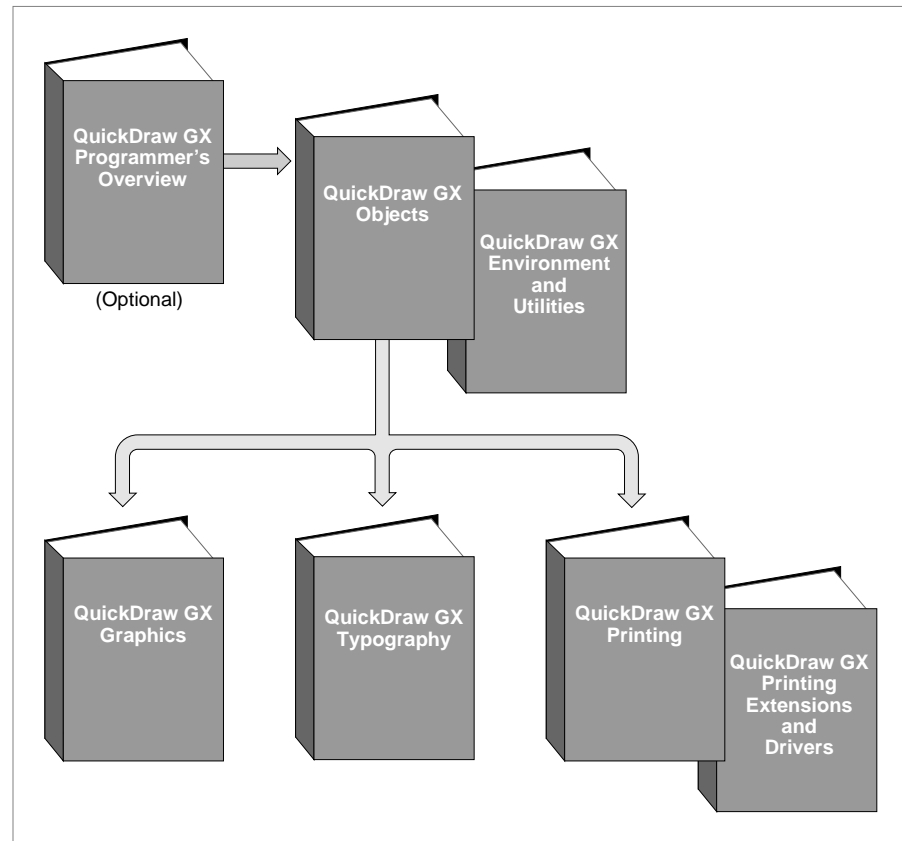 QuickDraw GX
Programmer’s
Overview
(Optional)
QuickDraw GX
Objects
QuickDraw GX
Environment
and
Utilities
QuickDraw GX
Graphics
QuickDraw GX
Typography
QuickDraw GX
Printing
QuickDraw GX
Printing
Extensions
and
Drivers